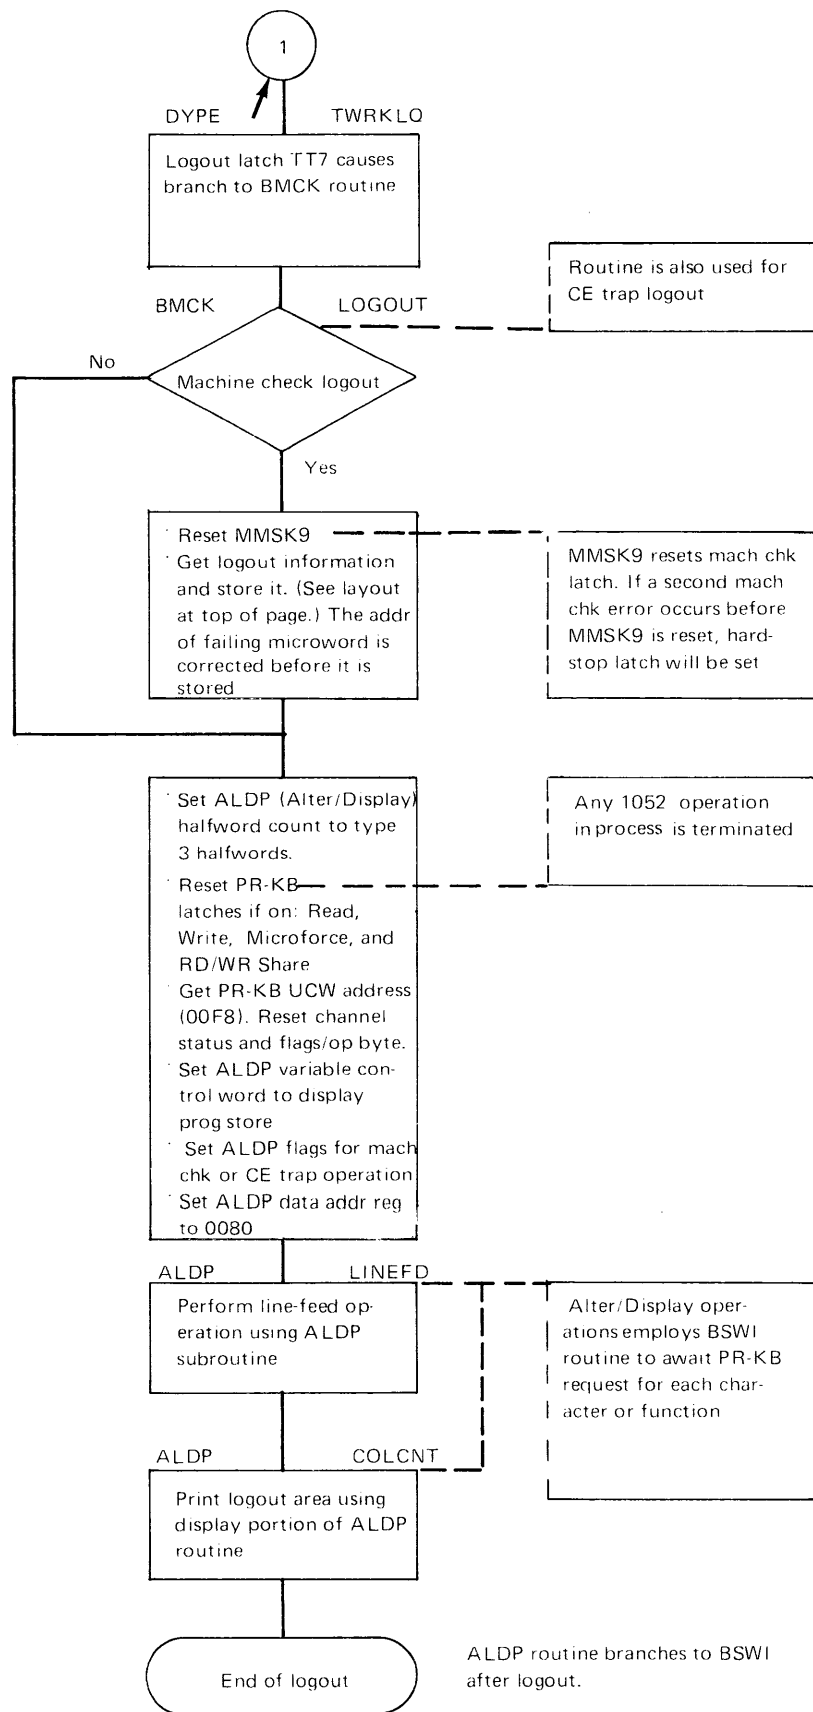 1
DYPE TWRKLQ
Logout latch TT7 causes
branch to BMCK routine
Routine is also used for
CE trap logout
BMCK LOGOUT
No
Machine check logout
Yes
Reset MMSK9
Get logout information
and store it. (See layout
at top of page.) The addr
of failing microword is
corrected before it is
stored
MMSK9 resets mach chk
latch. If a second mach
chk error occurs before
MMSK9 is reset, hard-
stop latch will be set
Set ALDP (Alter/Display)
halfword count to type
3 halfwords.
Reset PR-KB
latches if on: Read,
Write, Microforce, and
RD/WR Share
Get PR-KB UCW address
(00F8). Reset channel
status and flags/op byte.
Set ALDP variable con-
trol word to display
prog store
Set ALDP flags for mach
chk or CE trap operation
Set ALDP data addr reg
to 0080
Any 1052 operation
in process is terminated
ALDP LINEFD
Perform line-feed op-
eration using ALDP
subroutine
Alter/Display oper-
ations employs BSWI
routine to await PR-KB
request for each char-
acter or function
ALDP COLCNT
Print logout area using
display portion of ALDP
routine
End of logout
ALDP routine branches to BSWI
after logout.